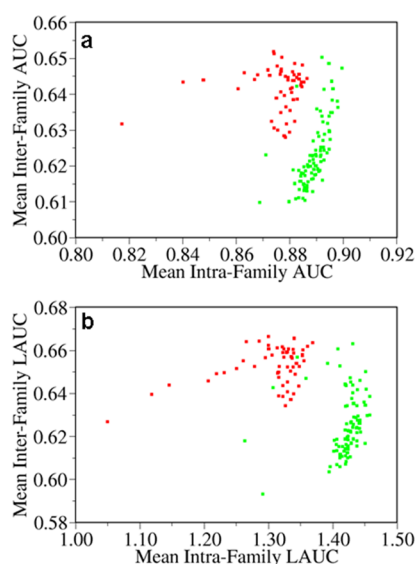 a
0.66
0.65
0.64
0.63
0.62
0.61
0.60
Mean Inter-Family AUC
0.80 0.82 0.84 0.86 0.88 0.90 0.92
Mean Intra-Family AUC
b
0.68
0.66
0.64
0.62
0.60
0.58
Mean Inter-Family LAUC
1.00 1.10 1.20 1.30 1.40 1.50
Mean Intra-Family LAUC